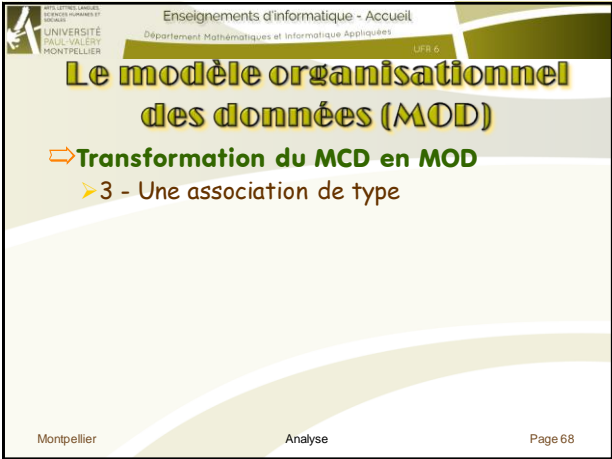 ARTS, LETTRES, LANGUES,
SCIENCES HUMAINES ET
SOCIALES
UNIVERSITÉ
PAUL-VALÉRY
MONTPELLIER
Enseignements d'informatique - Accueil
Département Mathématiques et Informatique Appliquées
UFR 6
Le modèle organisationnel
des données (MOD)
⇨Transformation du MCD en MOD
➢3 - Une association de type
Montpellier
Analyse
Page 68